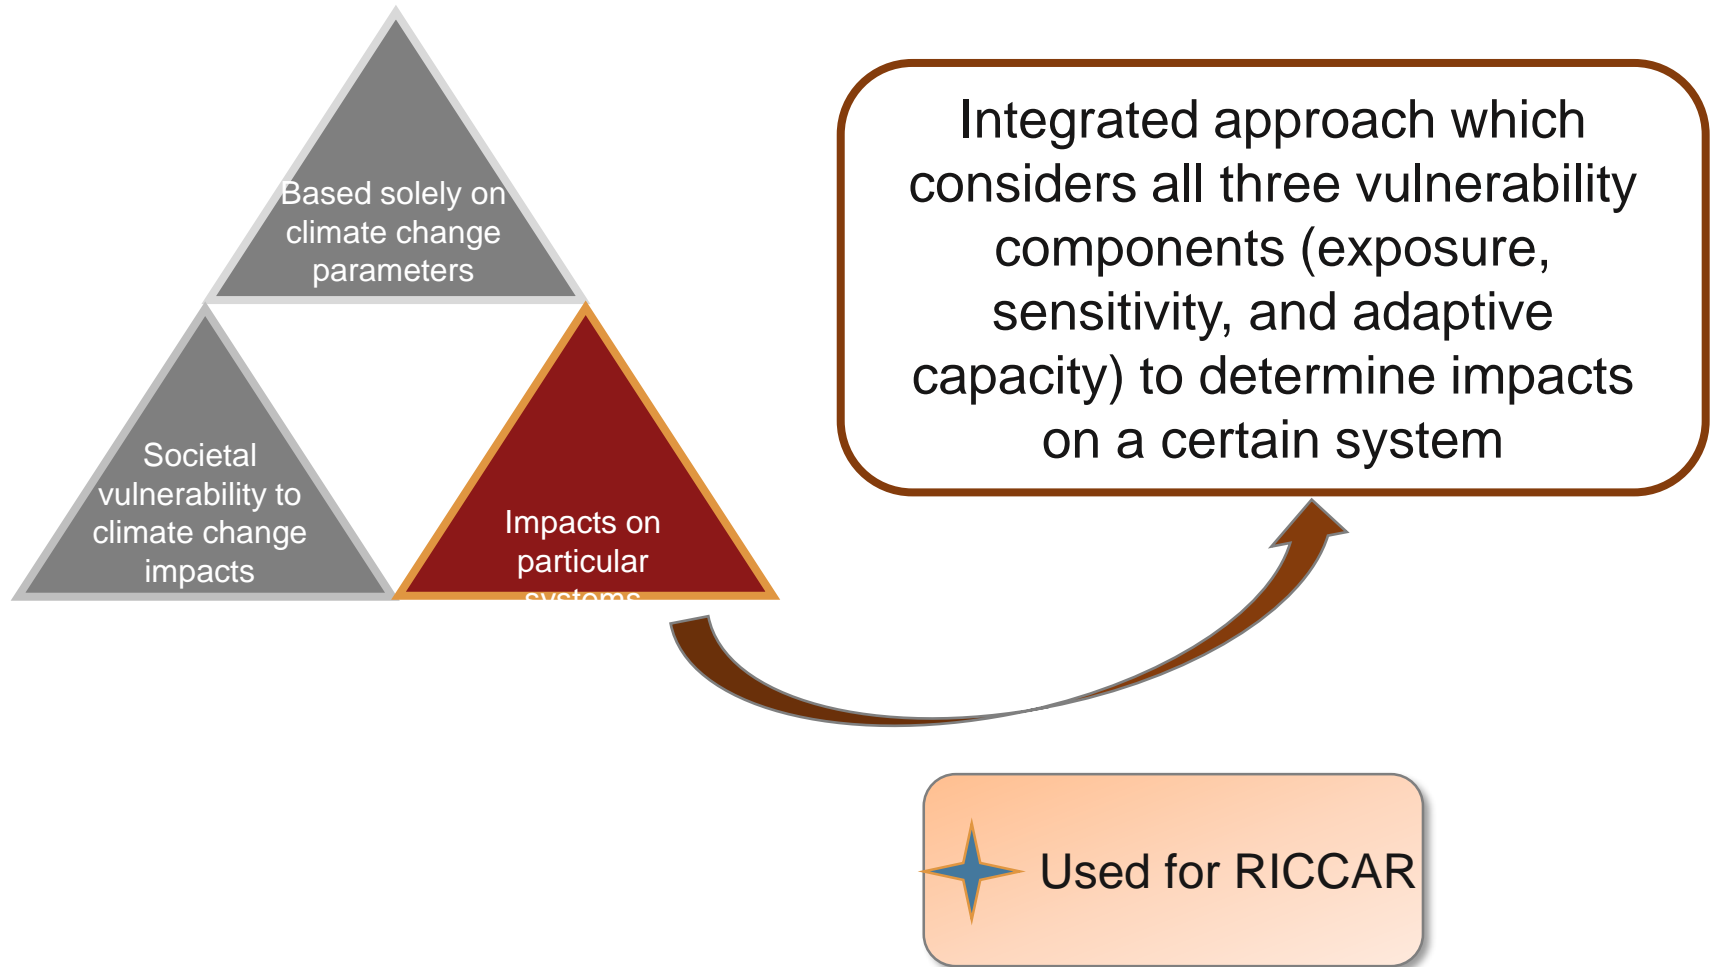 Based solely on
climate change
parameters
Societal
vulnerability to
climate change
impacts
Impacts on
particular
systems
Integrated approach which
considers all three vulnerability
components (exposure,
sensitivity, and adaptive
capacity) to determine impacts
on a certain system
Used for RICCAR